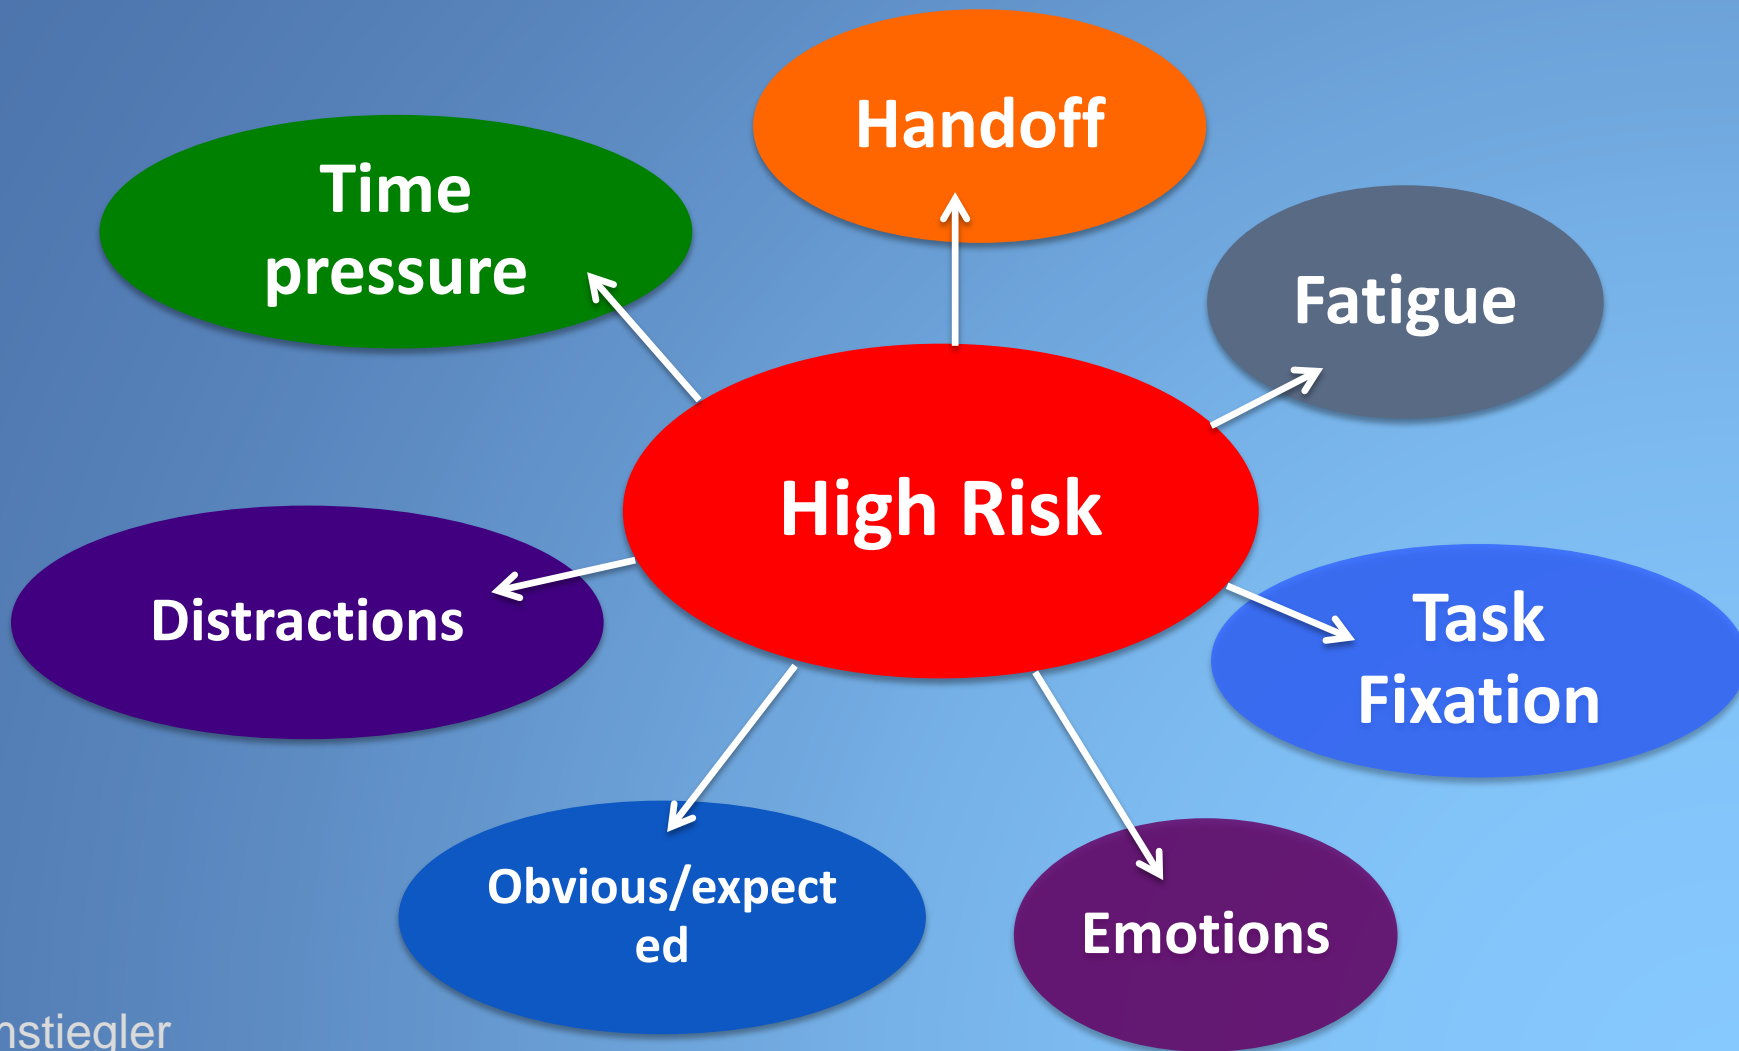 Handoff
Time
pressure
Fatigue
High Risk
Distractions
Task
Fixation
Obvious/expect
ed
Emotions
nstiegler